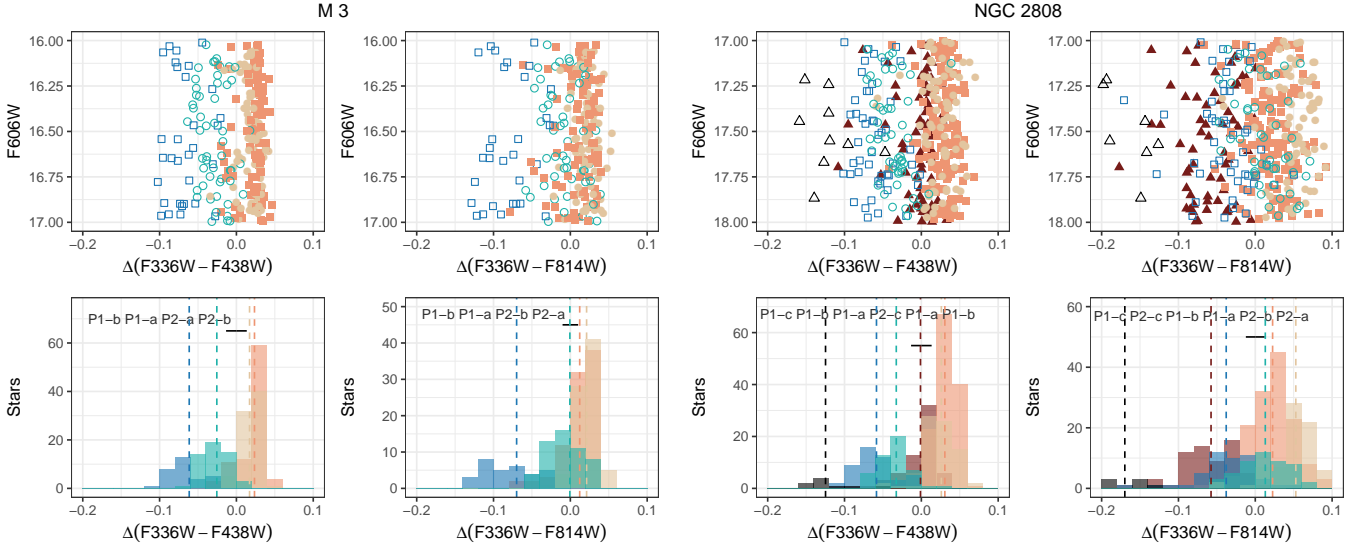 M 3
NGC 2808
F606W
16.00
16.25
16.50
16.75
17.00
−0.2 −0.1 0.0 0.1
Δ(F336W − F438W)
F606W
16.00
16.25
16.50
16.75
17.00
−0.2 −0.1 0.0 0.1
Δ(F336W − F814W)
F606W
17.00
17.25
17.50
17.75
18.00
−0.2 −0.1 0.0 0.1
Δ(F336W − F438W)
F606W
17.00
17.25
17.50
17.75
18.00
−0.2 −0.1 0.0 0.1
Δ(F336W − F814W)
Stars
60
40
20
0
P1−b P1−a P2−a P2−b
−0.2 −0.1 0.0 0.1
Δ(F336W − F438W)
Stars
50
40
30
20
10
0
P1−b P1−a P2−b P2−a
−0.2 −0.1 0.0 0.1
Δ(F336W − F814W)
Stars
60
40
20
0
P1−c P1−b P1−a P2−c P1−a P1−b
−0.2 −0.1 0.0 0.1
Δ(F336W − F438W)
Stars
60
40
20
0
P1−c P2−c P1−b P1−a P2−b P2−a
−0.2 −0.1 0.0 0.1
Δ(F336W − F814W)